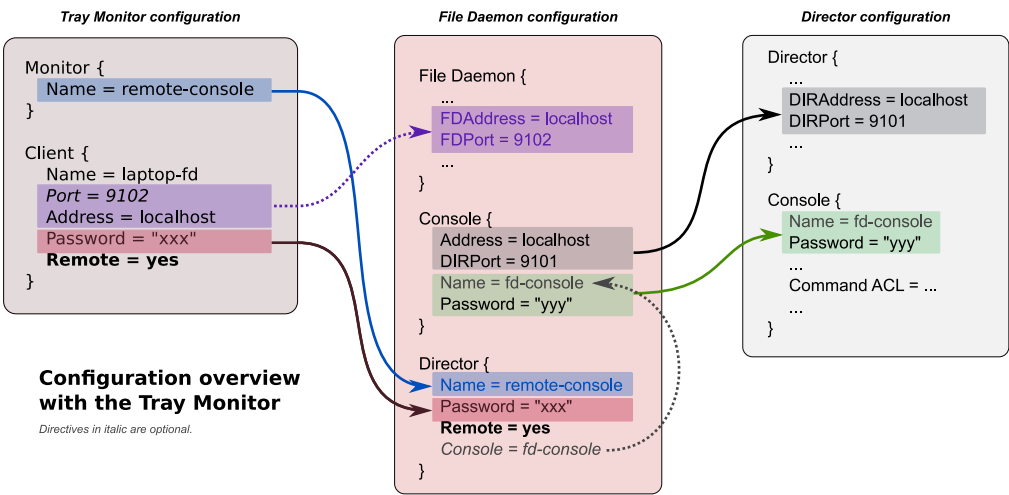 Tray Monitor configuration
Monitor {
Name = remote-console
}
Client {
Name = laptop-fd
Port = 9102
Address = localhost
Password = "xxx"
Remote = yes
}
Configuration overview
with the Tray Monitor
Directives in italic are optional.
File Daemon configuration
File Daemon {
...
FDAddress = localhost
FDPort = 9102
...
}
Console {
Address = localhost
DIRPort = 9101
Name = fd-console
Password = "yyy"
}
Director {
Name = remote-console
Password = "xxx"
Remote = yes
Console = fd-console
}
Director configuration
Director {
...
DIRAddress = localhost
DIRPort = 9101
...
}
Console {
Name = fd-console
Password = "yyy"
...
Command ACL = ...
...
}